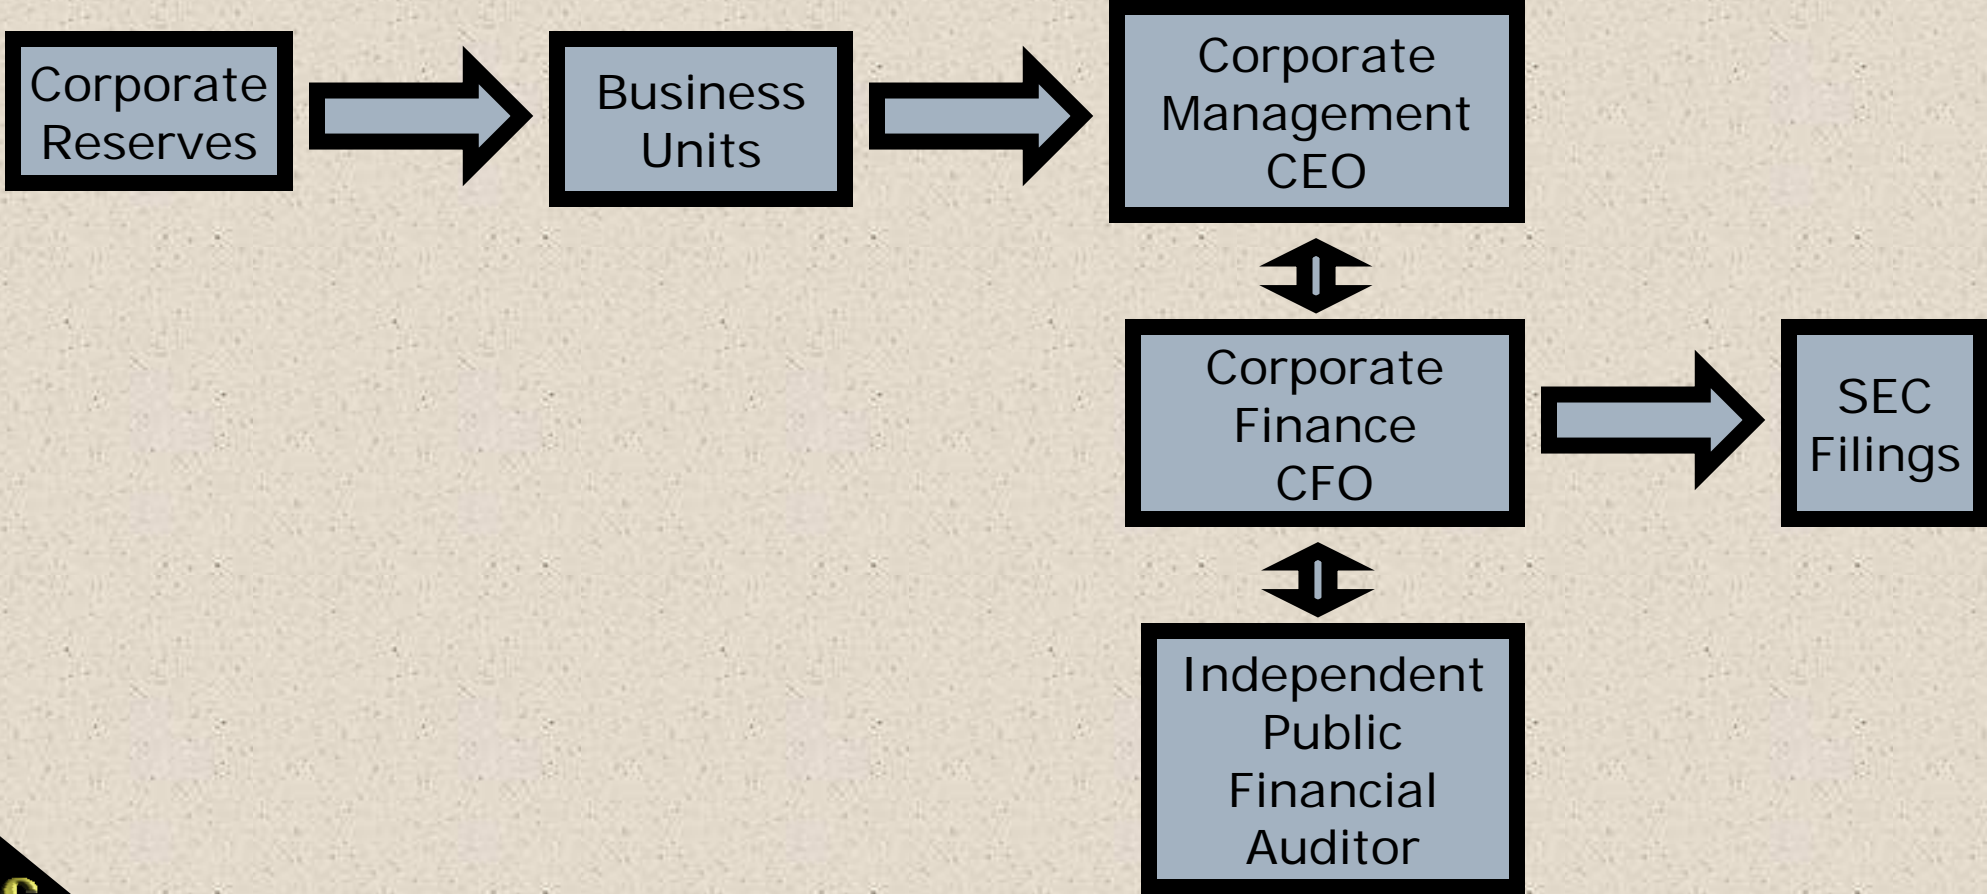 Corporate
Reserves
Business
Units
Corporate
Management
CEO
Corporate
Finance
CFO
SEC
Filings
Independent
Public
Financial
Auditor